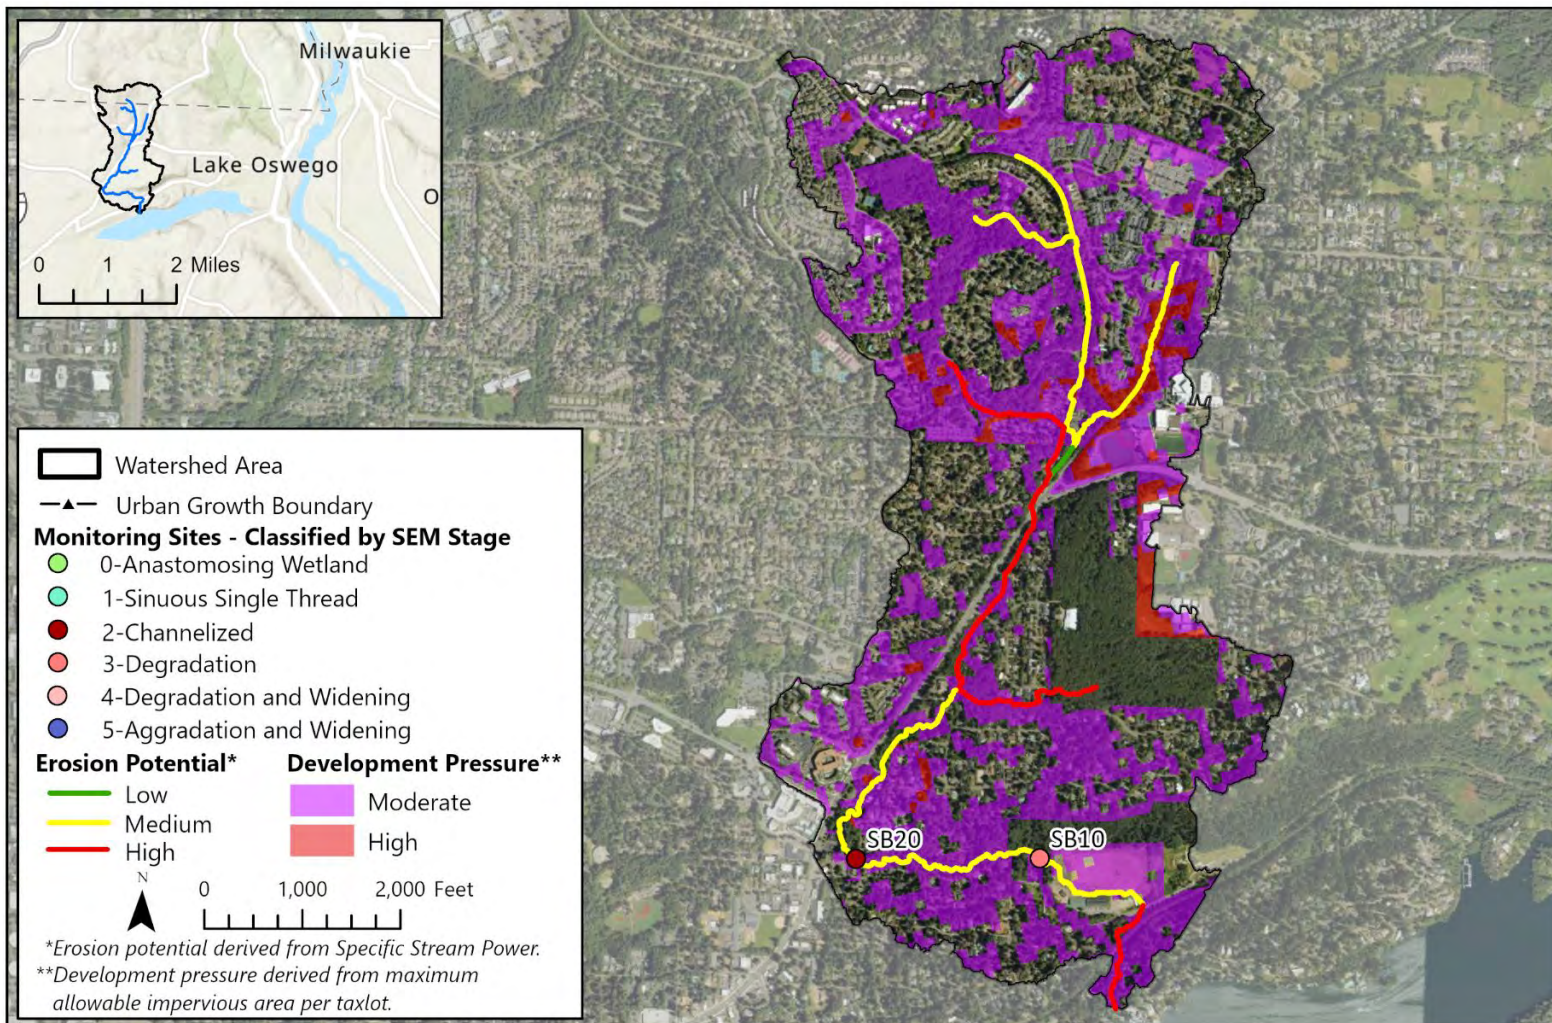 Milwaukie
Lake Oswego
O
0 1 2 Miles
Watershed Area
Urban Growth Boundary
Monitoring Sites - Classified by SEM Stage
0-Anastomosing Wetland
1-Sinuous Single Thread
2-Channelized
3-Degradation
4-Degradation and Widening
5-Aggradation and Widening
Erosion Potential*
Low
Medium
High
Development Pressure**
Moderate
High
N
0 1,000 2,000 Feet
*Erosion potential derived from Specific Stream Power.
**Development pressure derived from maximum
allowable impervious area per taxlot.
SB20
SB10